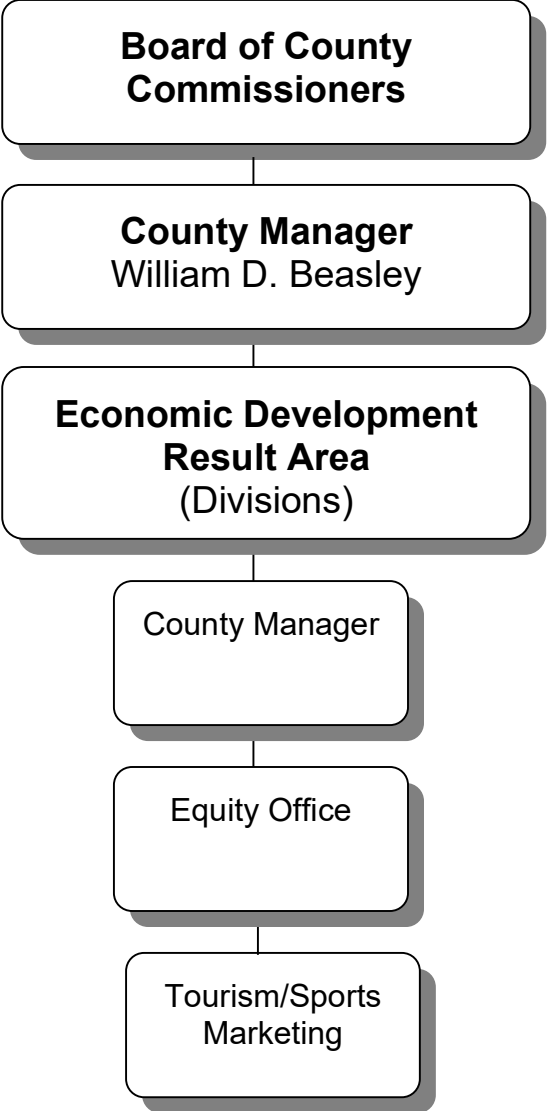 Board of County
Commissioners
County Manager
William D. Beasley
Economic Development
Result Area
(Divisions)
County Manager
Equity Office
Tourism/Sports
Marketing